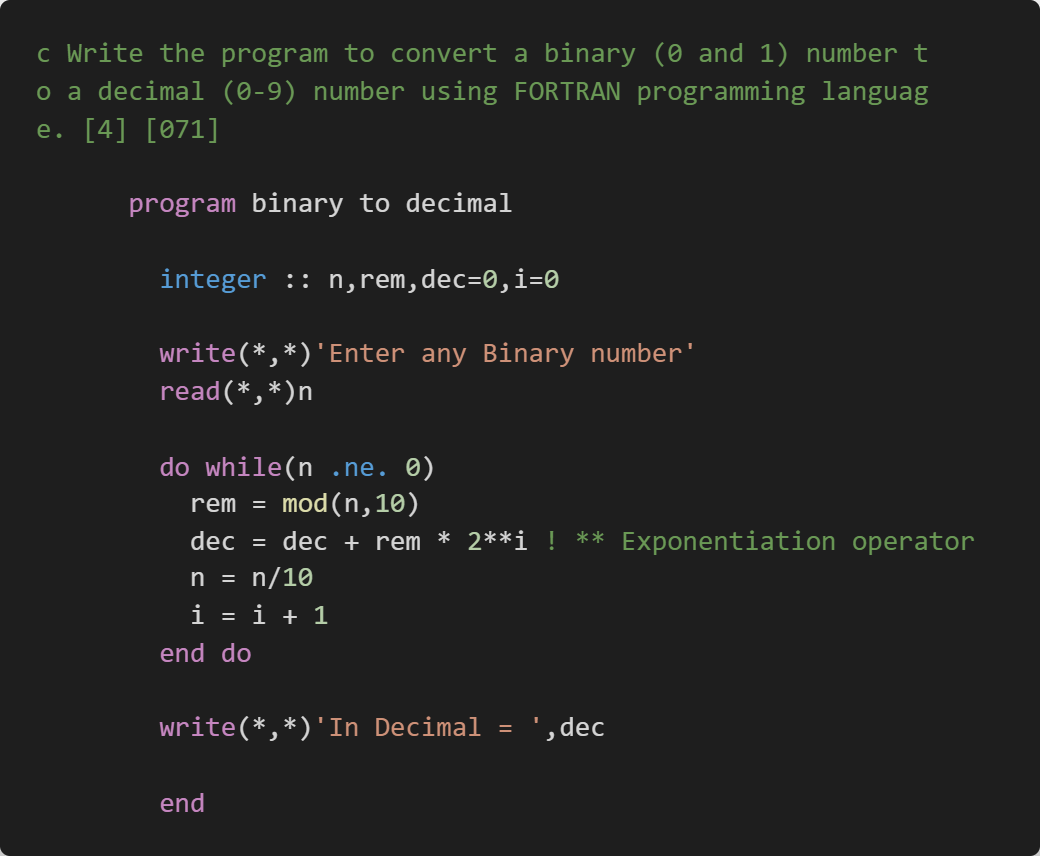 c Write the program to convert a binary (0 and 1) number t
o a decimal (0-9) number using FORTRAN programming languag
e. [4] [071]
program binary to decimal
integer :: n,rem,dec=0,i=0
write(*,*)'Enter any Binary number'
read(*,*)n
do while(n .ne. 0)
rem = mod(n,10)
dec = dec + rem * 2**i ! ** Exponentiation operator
n = n/10
i = i + 1
end do
write(*,*)'In Decimal = ',dec
end